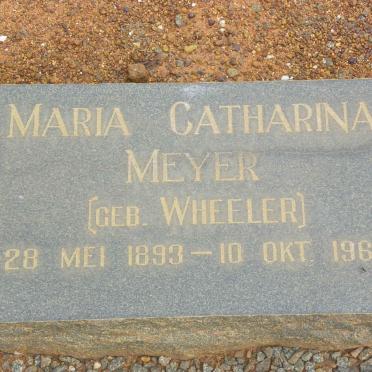 MARIA CATHARINA
MEYER
(GEB. WHEELER)
28 MEI 1893 — 10 OKT. 196